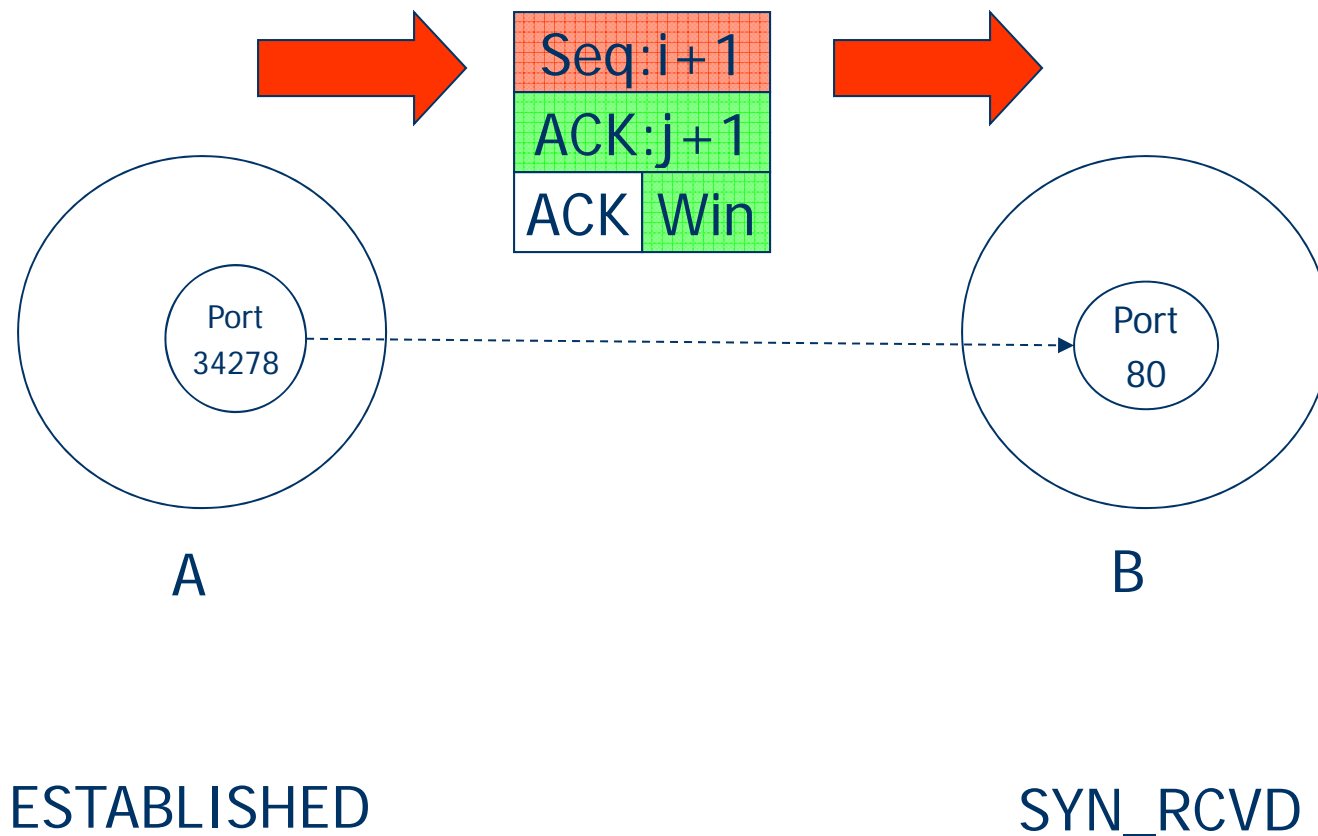 Seq:i+1
ACK:j+1
ACK Win
Port
34278
Port
80
A
B
ESTABLISHED
SYN_RCVD